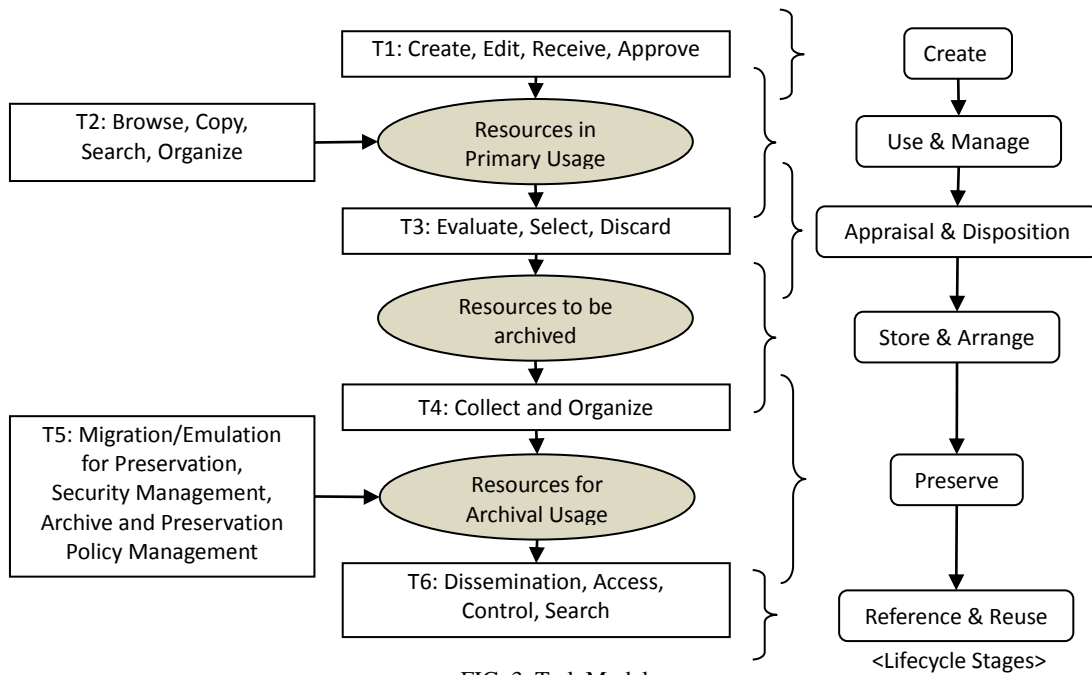 T1: Create, Edit, Receive, Approve
T2: Browse, Copy,
Search, Organize
Resources in
Primary Usage
T3: Evaluate, Select, Discard
Resources to be
archived
T4: Collect and Organize
T5: Migration/Emulation
for Preservation,
Security Management,
Archive and Preservation
Policy Management
Resources for
Archival Usage
T6: Dissemination, Access,
Control, Search
Create
Use & Manage
Appraisal & Disposition
Store & Arrange
Preserve
Reference & Reuse
<Lifecycle Stages>